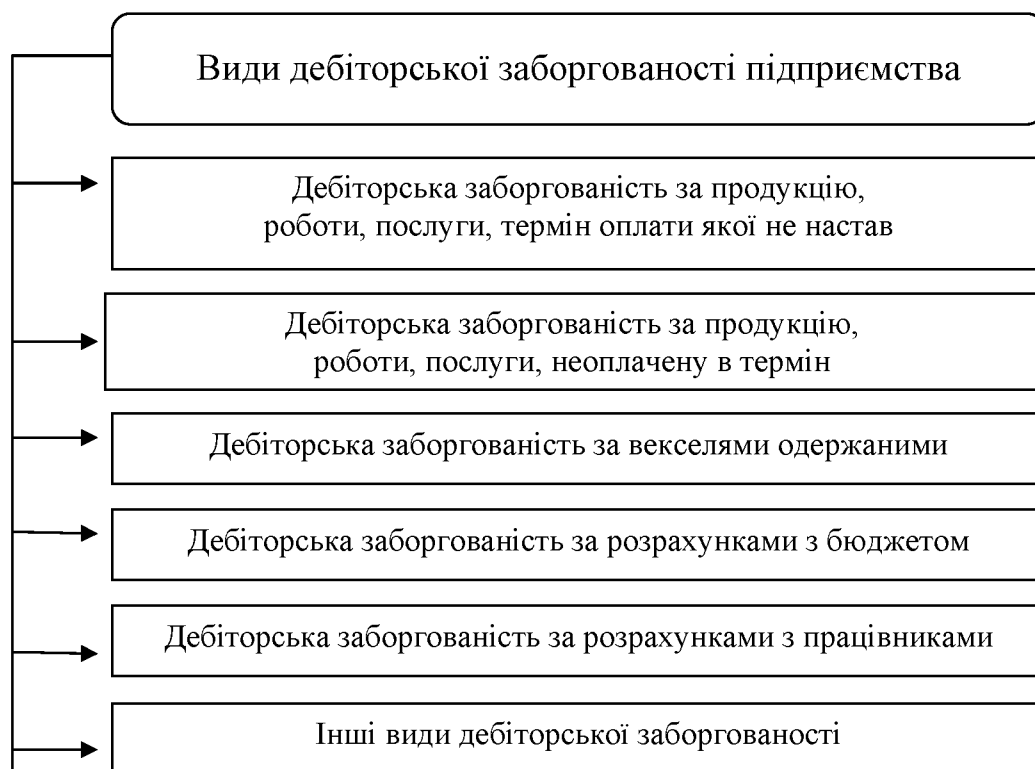 Види дебіторської заборгованості підприємства
Дебіторська заборгованість за продукцію,
роботи, послуги, термін оплати якої не настав
Дебіторська заборгованість за продукцію,
роботи, послуги, неоплачену в термін
Дебіторська заборгованість за векселями одержаними
Дебіторська заборгованість за розрахунками з бюджетом
Дебіторська заборгованість за розрахунками з працівниками
Інші види дебіторської заборгованості